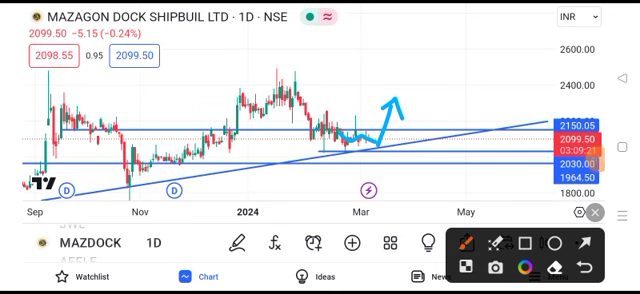 MAZAGON DOCK SHIPBUIL LTD · 1D · NSE
INR
2099.50 −5.15 (−0.24%)
2098.55 0.95 2099.50
2600.00
2400.00
2150.05
2099.50
03:09:21
2030.00
1964.50
1800.00
D D
Sep Nov 2024 Mar May
MAZDOCK 1D
Watchlist Chart Ideas News